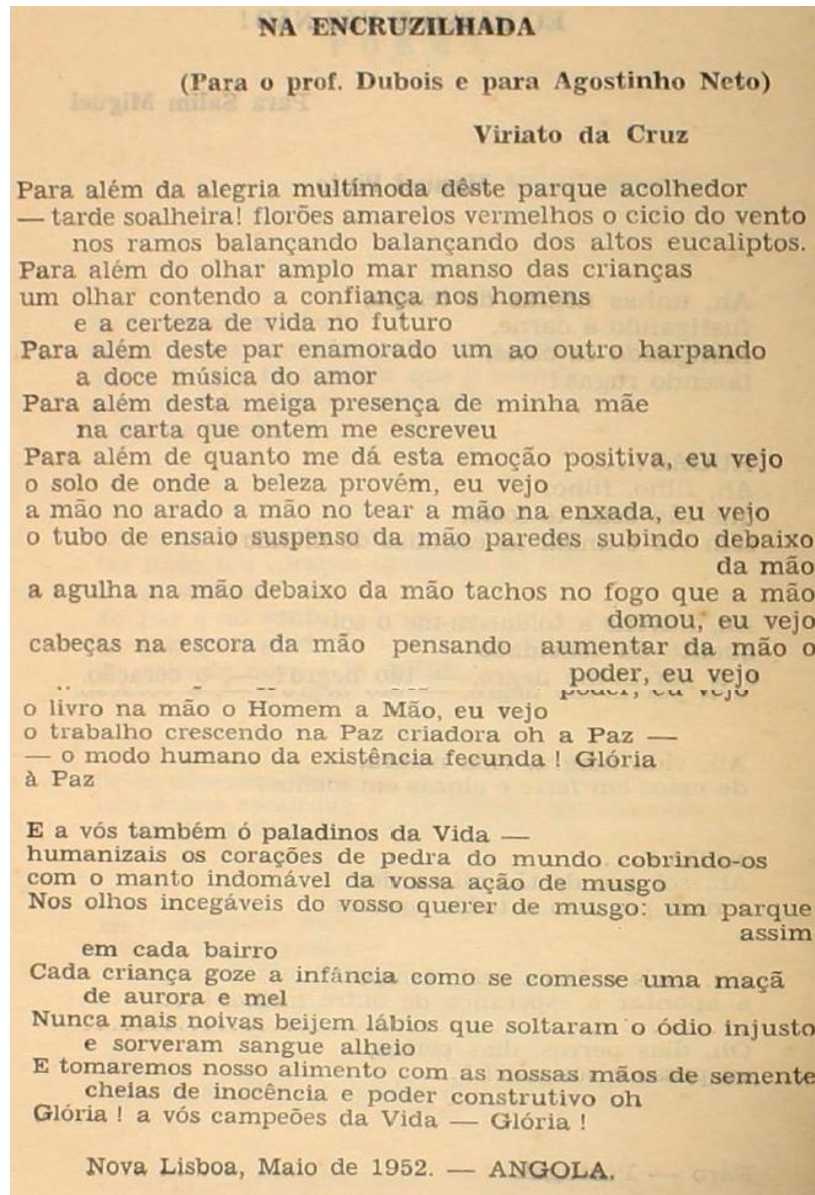 NA ENCRUZILHADA
(Para o prof. Dubois e para Agostinho Neto)
Viriato da Cruz
Para além da alegria multímoda dêste parque acolhedor
— tarde soalheira! florões amarelos vermelhos o cicio do vento
nos ramos balançando balançando dos altos eucaliptos.
Para além do olhar amplo mar manso das crianças
um olhar contendo a confiança nos homens
e a certeza de vida no futuro
Para além deste par enamorado um ao outro harpando
a doce música do amor
Para além desta meiga presença de minha mãe
na carta que ontem me escreveu
Para além de quanto me dá esta emoção positiva, eu vejo
o solo de onde a beleza provém, eu vejo
a mão no arado a mão no tear a mão na enxada, eu vejo
o tubo de ensaio suspenso da mão paredes subindo debaixo
da mão
a agulha na mão debaixo da mão tachos no fogo que a mão
domou, eu vejo
cabeças na escora da mão pensando aumentar da mão o
poder, eu vejo
o livro na mão o Homem a Mão, eu vejo
o trabalho crescendo na Paz criadora oh a Paz —
— o modo humano da existência fecunda ! Glória
à Paz
E a vós também ó paladinos da Vida —
humanizais os corações de pedra do mundo cobrindo-os
com o manto indomável da vossa ação de musgo
Nos olhos incegáveis do vosso querer de musgo: um parque
assim
em cada bairro
Cada criança goze a infância como se comesse uma maçã
de aurora e mel
Nunca mais noivas beijem lábios que soltaram o ódio injusto
e sorveram sangue alheio
E tomaremos nosso alimento com as nossas mãos de semente
cheias de inocência e poder construtivo oh
Glória ! a vós campeões da Vida — Glória !
Nova Lisboa, Maio de 1952. — ANGOLA.